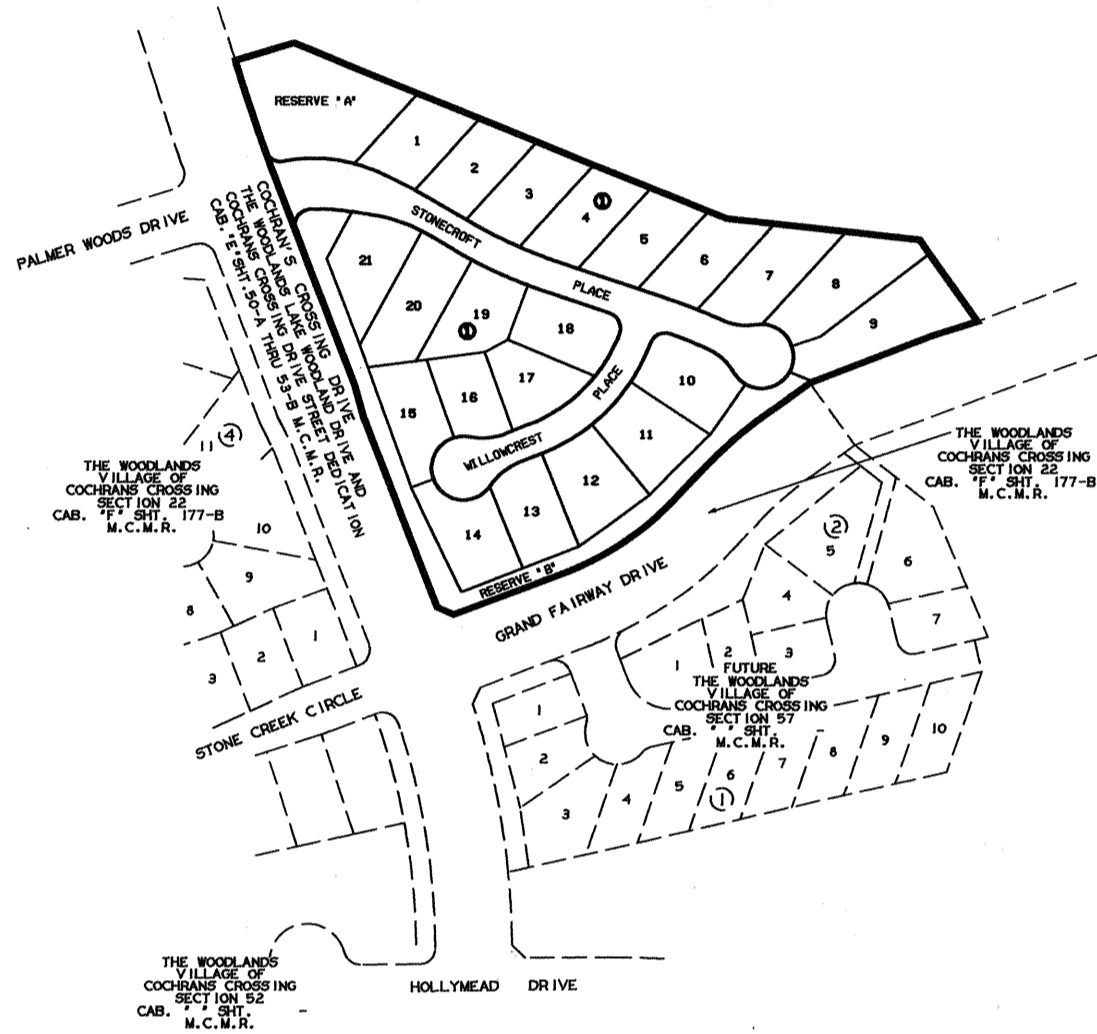 RESERVE "A"
1
2
3
4
①
5
6
7
8
9
STONECROFT
PLACE
21
20
19
①
18
17
16
15
10
11
12
13
14
WILLOWCREST
PLACE
RESERVE "B"
GRAND FAIRWAY DRIVE
PALMER WOODS DRIVE
COCHRAN'S CROSSING DRIVE
THE WOODLANDS LAKE WOODLAND DRIVE AND
COCHRANS CROSSING DRIVE STREET DEDICATION
CAB. "E" SHT. 50-A THRU 53-B M.C.M.R.
11
④
THE WOODLANDS
VILLAGE OF
COCHRANS CROSSING
SECTION 22
CAB. "F" SHT. 177-B
M.C.M.R.
10
9
8
3
2
1
STONE CREEK CIRCLE
THE WOODLANDS
VILLAGE OF
COCHRANS CROSSING
SECTION 22
CAB. "F" SHT. 177-B
M.C.M.R.
②
5
6
4
7
3
1
2
FUTURE
THE WOODLANDS
VILLAGE OF
COCHRANS CROSSING
SECTION 57
CAB. " " SHT. -
M.C.M.R.
1
2
3
4
5
6
7
8
9
10
①
THE WOODLANDS
VILLAGE OF
COCHRANS CROSSING
SECTION 52
CAB. " " SHT. -
M.C.M.R.
HOLLYMEAD DRIVE